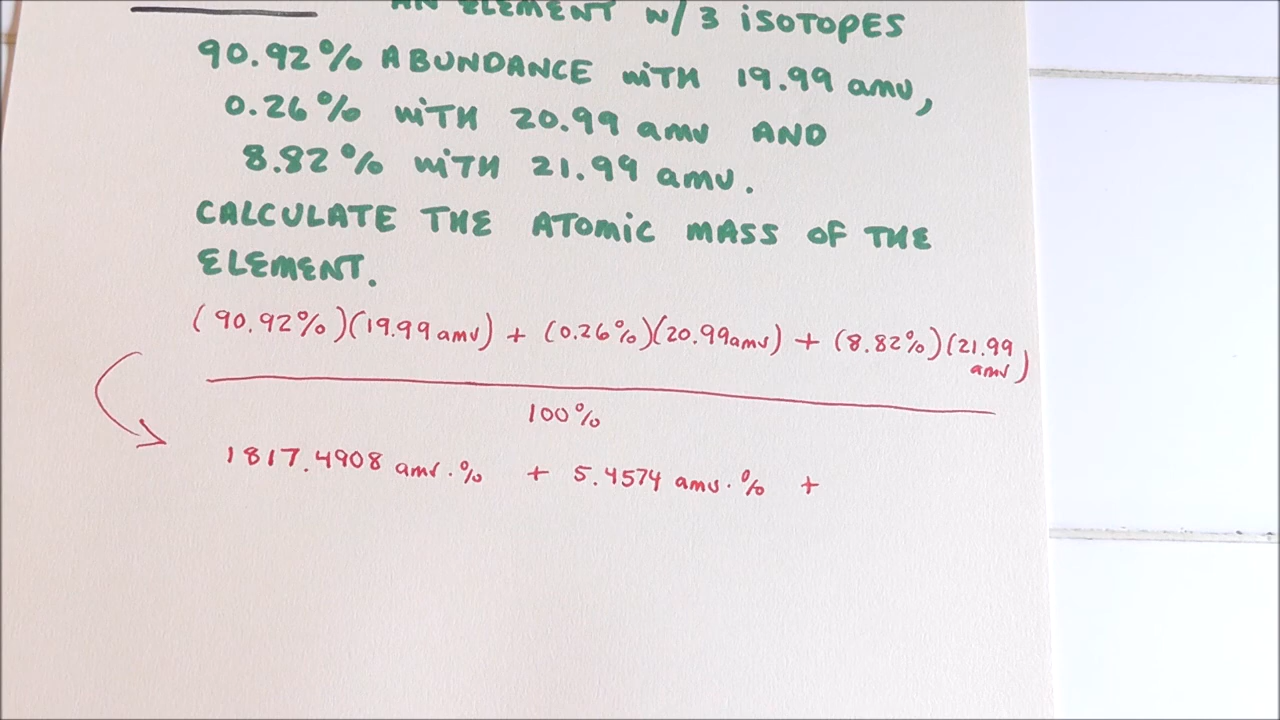 AN ELEMENT W/ 3 ISOTOPES
90.92% ABUNDANCE WITH 19.99 amu,
0.26% WITH 20.99 amu AND
8.82% WITH 21.99 amu.
CALCULATE THE ATOMIC MASS OF THE
ELEMENT.
(90.92%)(19.99 amu) + (0.26%)(20.99amu) + (8.82%)(21.99
amu)
100%
1817.4908 amu.% + 5.4574 amu.% +